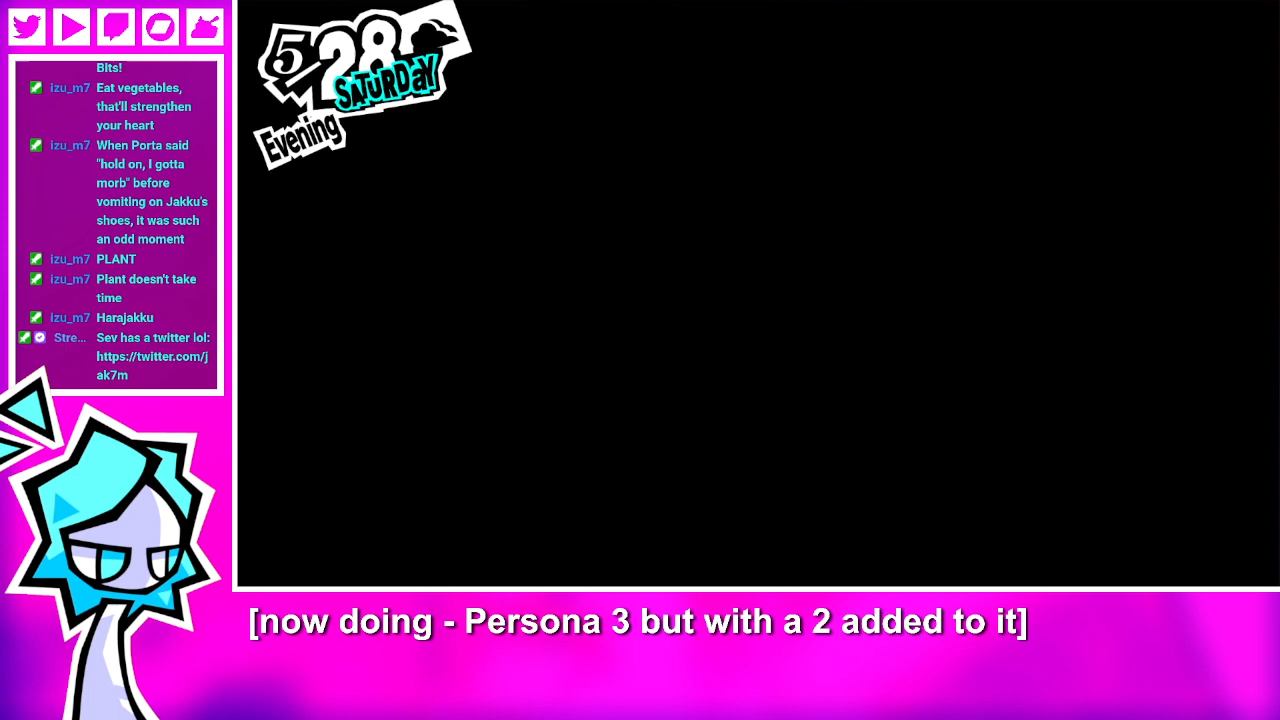 Bits!
izu_m7 Eat vegetables,
that'll strengthen
your heart
izu_m7 When Porta said
"hold on, I gotta
morb" before
vomiting on Jakku's
shoes, it was such
an odd moment
izu_m7 PLANT
izu_m7 Plant doesn't take
time
izu_m7 Harajakku
Stre... Sev has a twitter lol:
https://twitter.com/j
ak7m
5/28
SATURDAY
Evening
[now doing - Persona 3 but with a 2 added to it]